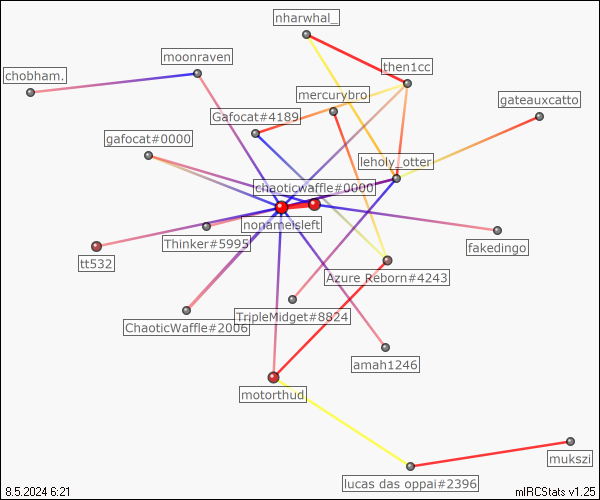 nharwhal_
moonraven
then1cc
chobham.
mercurybro
gateauxcatto
Gafocat#4189
gafocat#0000
leholy_otter
chaoticwaffle#0000
nonameisleft
Thinker#5995
fakedingo
tt532
Azure Reborn#4243
TripleMidget#8824
ChaoticWaffle#2006
amah1246
motorthud
mukszi
lucas das oppai#2396
8.5.2024 6:21
mIRCStats v1.25